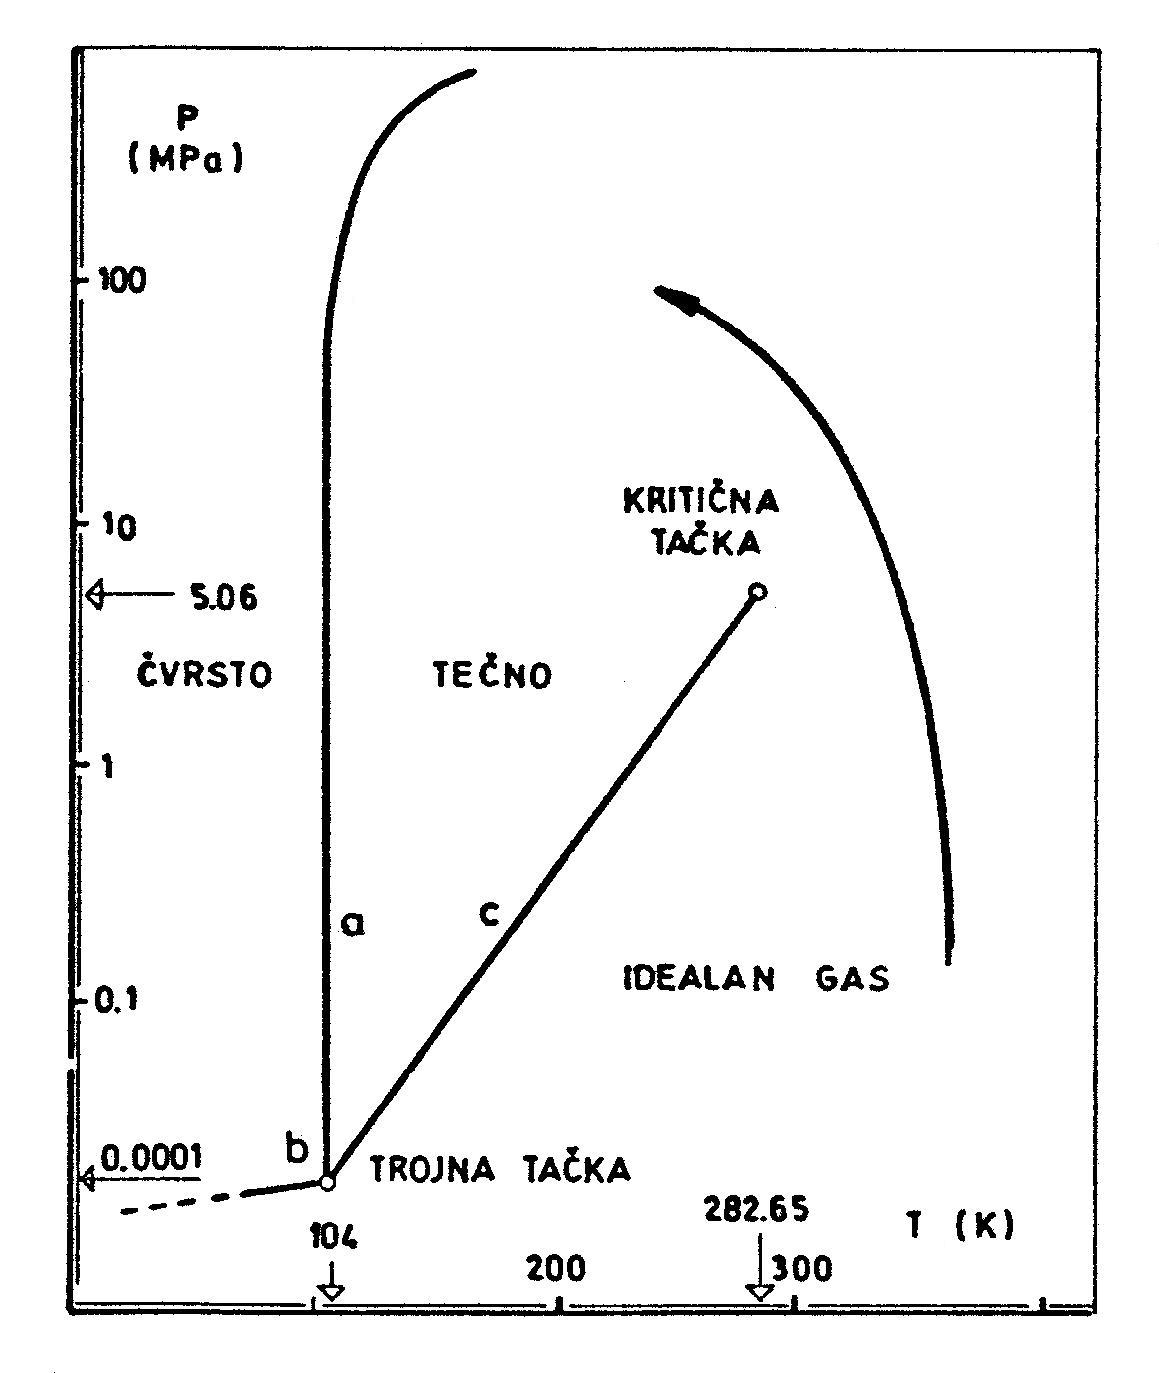 P
(MPa)
100
10
KRITIČNA
TAČKA
5.06
ČVRSTO
TEČNO
1
a
c
IDEALAN GAS
0.1
b
0.0001
TROJNA TAČKA
104
282.65
T (K)
200
300